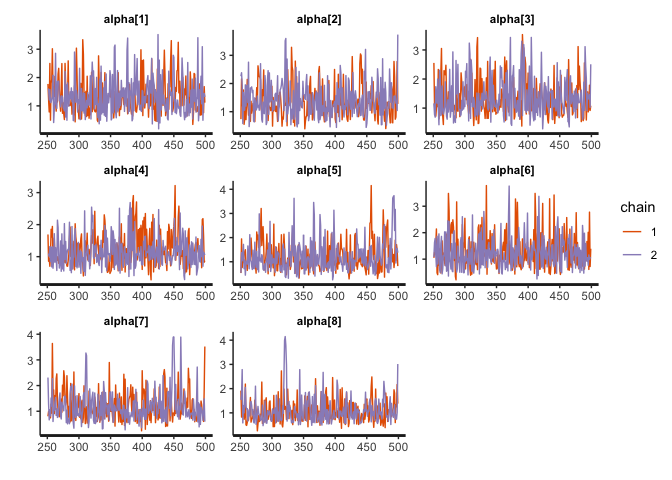 alpha[1] alpha[2] alpha[3]
3 3 3
2 2 2
1 1 1
250 300 350 400 450 500 250 300 350 400 450 500 250 300 350 400 450 500
alpha[4] alpha[5] alpha[6]
3 4 3
2 3 2
1 2 1
1
250 300 350 400 450 500 250 300 350 400 450 500 250 300 350 400 450 500
chain
1
2
alpha[7] alpha[8]
4 4
3 3
2 2
1 1
250 300 350 400 450 500 250 300 350 400 450 500